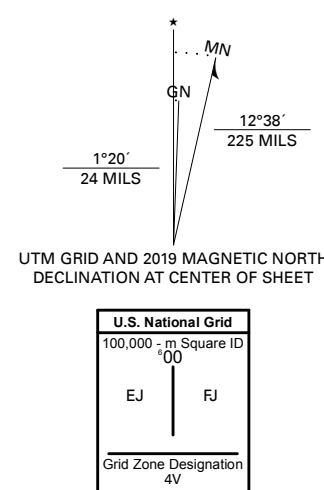 ★
MN
GN
12°38´
225 MILS
1°20´
24 MILS
UTM GRID AND 2019 MAGNETIC NORTH
DECLINATION AT CENTER OF SHEET
U.S. National Grid
100,000 - m Square ID
⁶00
EJ FJ
Grid Zone Designation
4V